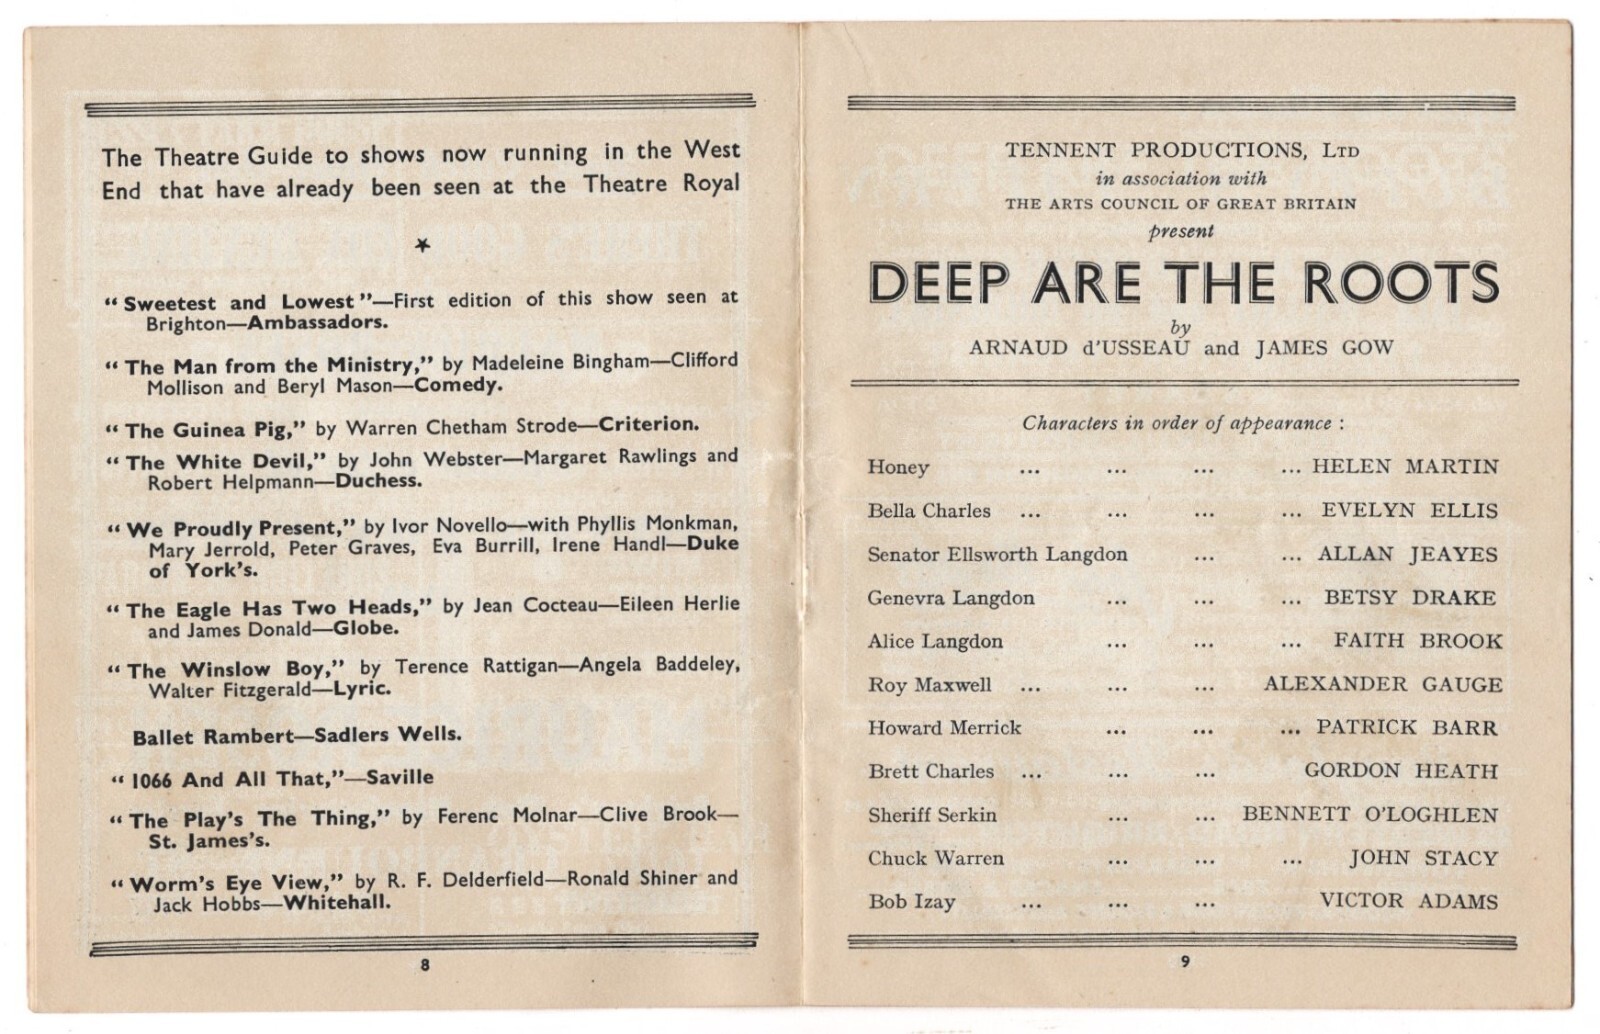 The Theatre Guide to shows now running in the West
End that have already been seen at the Theatre Royal
★
“Sweetest and Lowest”—First edition of this show seen at
Brighton—Ambassadors.
“The Man from the Ministry,” by Madeleine Bingham—Clifford
Mollison and Beryl Mason—Comedy.
“The Guinea Pig,” by Warren Chetham Strode—Criterion.
“The White Devil,” by John Webster—Margaret Rawlings and
Robert Helpmann—Duchess.
“We Proudly Present,” by Ivor Novello—with Phyllis Monkman,
Mary Jerrold, Peter Graves, Eva Burrill, Irene Handl—Duke
of York's.
“The Eagle Has Two Heads,” by Jean Cocteau—Eileen Herlie
and James Donald—Globe.
“The Winslow Boy,” by Terence Rattigan—Angela Baddeley,
Walter Fitzgerald—Lyric.
Ballet Rambert—Sadlers Wells.
“1066 And All That,”—Saville
“The Play's The Thing,” by Ferenc Molnar—Clive Brook—
St. James's.
“Worm's Eye View,” by R. F. Delderfield—Ronald Shiner and
Jack Hobbs—Whitehall.
8
TENNENT PRODUCTIONS, LTD
in association with
THE ARTS COUNCIL OF GREAT BRITAIN
present
DEEP ARE THE ROOTS
by
ARNAUD d'USSEAU and JAMES GOW
Characters in order of appearance :
Honey ... ... ... ... HELEN MARTIN
Bella Charles ... ... ... ... EVELYN ELLIS
Senator Ellsworth Langdon ... ... ALLAN JEAYES
Genevra Langdon ... ... ... BETSY DRAKE
Alice Langdon ... ... ... FAITH BROOK
Roy Maxwell ... ... ... ALEXANDER GAUGE
Howard Merrick ... ... ... PATRICK BARR
Brett Charles ... ... ... GORDON HEATH
Sheriff Serkin ... ... BENNETT O'LOGHLEN
Chuck Warren ... ... ... JOHN STACY
Bob Izay ... ... ... VICTOR ADAMS
9